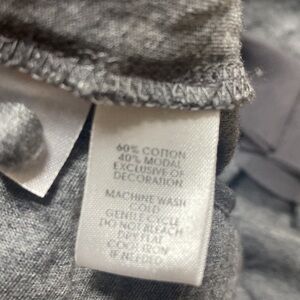 60% COTTON
40% MODAL
EXCLUSIVE OF
DECORATION
MACHINE WASH
COLD
GENTLE CYCLE
DO NOT BLEACH
DRY FLAT
COOL IRON
IF NEEDED